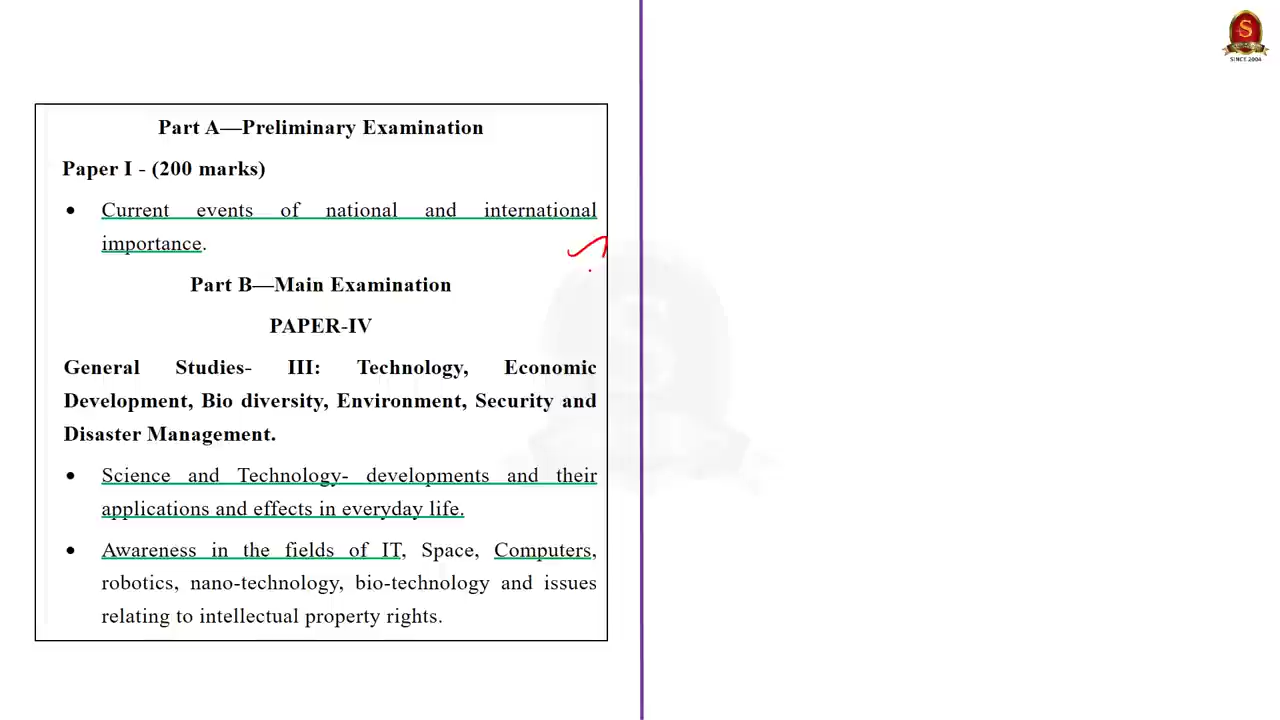 Part A—Preliminary Examination
Paper I - (200 marks)
• Current events of national and international
importance.
Part B—Main Examination
PAPER-IV
General Studies- III: Technology, Economic
Development, Bio diversity, Environment, Security and
Disaster Management.
• Science and Technology- developments and their
applications and effects in everyday life.
• Awareness in the fields of IT, Space, Computers,
robotics, nano-technology, bio-technology and issues
relating to intellectual property rights.
S
SINCE 2004